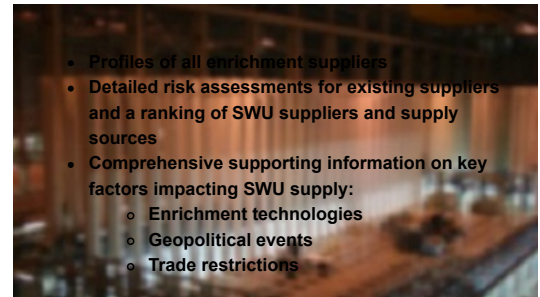 • Profiles of all enrichment suppliers
• Detailed risk assessments for existing suppliers
and a ranking of SWU suppliers and supply
sources
• Comprehensive supporting information on key
factors impacting SWU supply:
○ Enrichment technologies
○ Geopolitical events
○ Trade restrictions